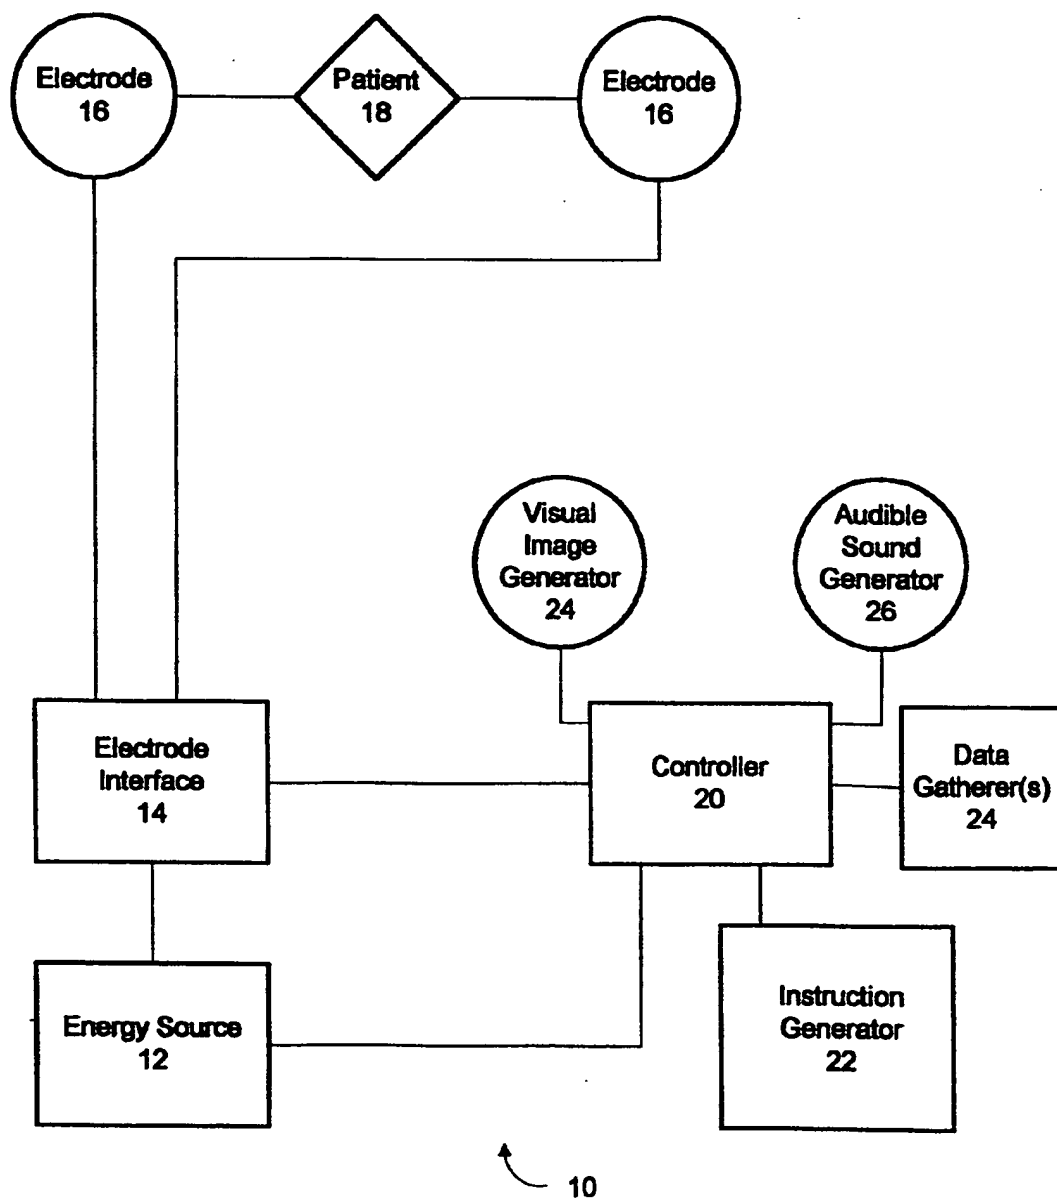 Electrode
16
Patient
18
Electrode
16
Visual
Image
Generator
24
Audible
Sound
Generator
26
Electrode
Interface
14
Controller
20
Data
Gatherer(s)
24
Energy Source
12
Instruction
Generator
22
10